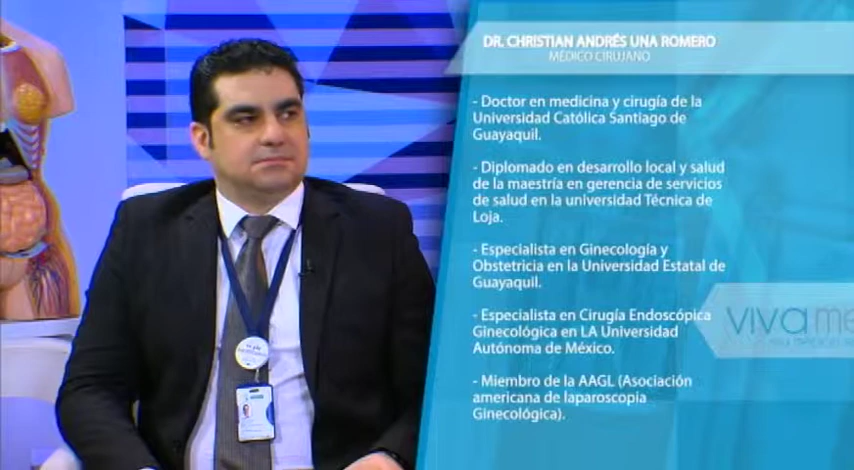 DR. CHRISTIAN ANDRÉS UNA ROMERO
MÉDICO CIRUJANO
- Doctor en medicina y cirugía de la
Universidad Católica Santiago de
Guayaquil.
- Diplomado en desarrollo local y salud
de la maestría en gerencia de servicios
de salud en la universidad Técnica de
Loja.
- Especialista en Ginecología y
Obstetricia en la Universidad Estatal de
Guayaquil.
- Especialista en Cirugía Endoscópica
Ginecológica en LA Universidad
Autónoma de México.
- Miembro de la AAGL (Asociación
americana de laparoscopia
Ginecológica).
vivame